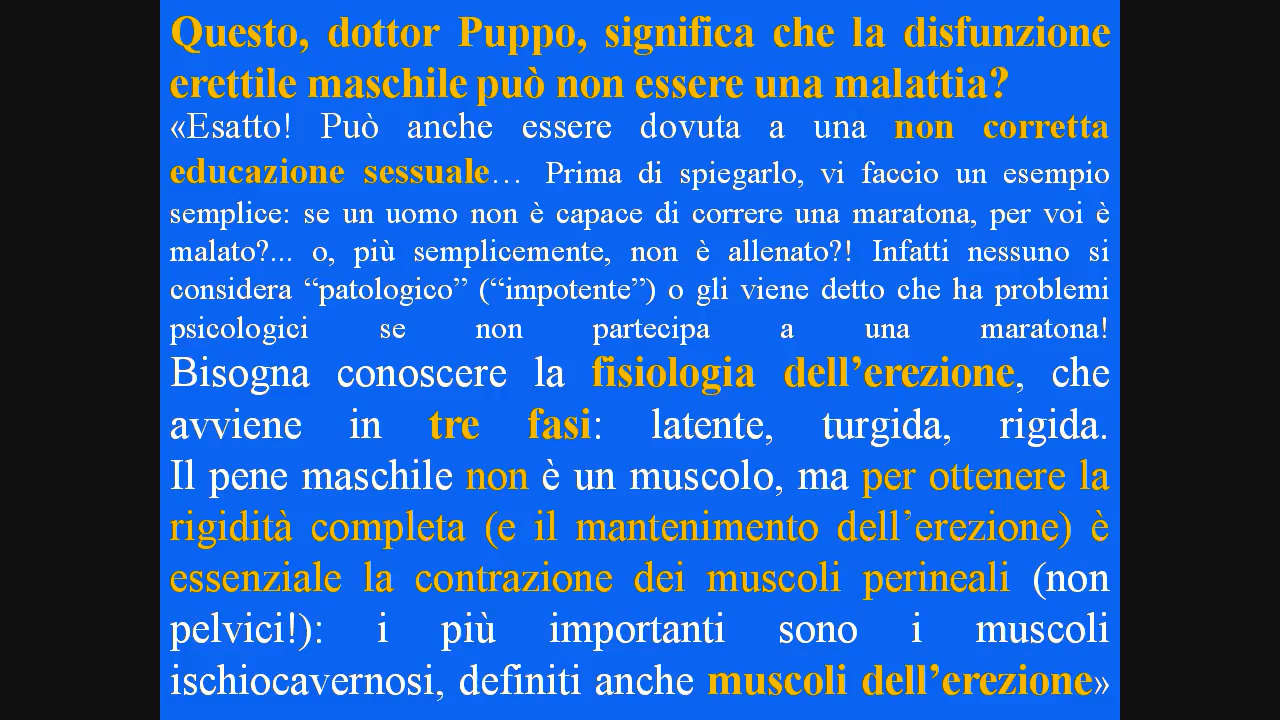 Questo, dottor Puppo, significa che la disfunzione
erettile maschile può non essere una malattia?
«Esatto! Può anche essere dovuta a una non corretta
educazione sessuale… Prima di spiegarlo, vi faccio un esempio
semplice: se un uomo non è capace di correre una maratona, per voi è
malato?... o, più semplicemente, non è allenato?! Infatti nessuno si
considera “patologico” (“impotente”) o gli viene detto che ha problemi
psicologici se non partecipa a una maratona!
Bisogna conoscere la fisiologia dell’erezione, che
avviene in tre fasi: latente, turgida, rigida.
Il pene maschile non è un muscolo, ma per ottenere la
rigidità completa (e il mantenimento dell’erezione) è
essenziale la contrazione dei muscoli perineali (non
pelvici!): i più importanti sono i muscoli
ischiocavernosi, definiti anche muscoli dell’erezione»